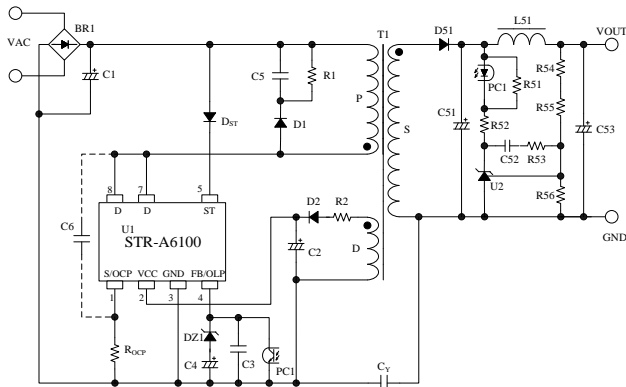 VAC
BR1
C1
C5
R1
D1
DST
T1
P
S
D
D51
L51
VOUT
PC1
R51
R52
C51
C52
R53
R54
R55
R56
C53
U2
GND
8
7
5
D
D
ST
U1
STR-A6100
S/OCP
VCC
GND
FB/OLP
1
2
3
4
C6
D2
R2
C2
ROCP
DZ1
C4
C3
PC1
CY